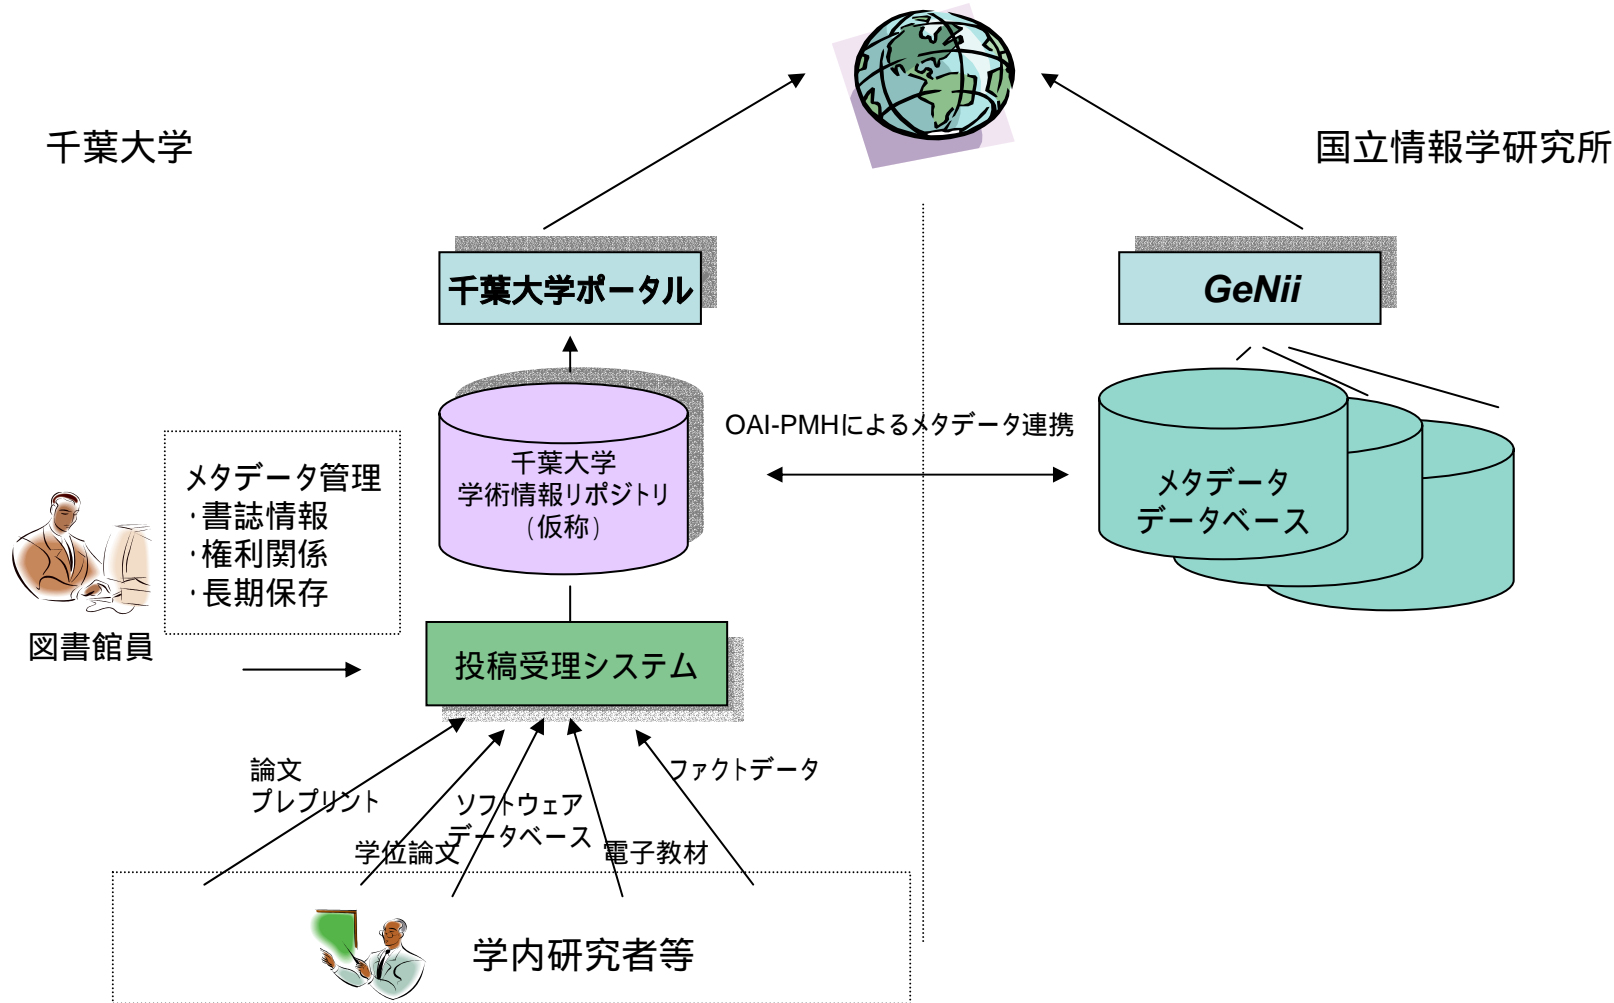 千葉大学
国立情報学研究所
千葉大学ポータル
GeNii
OAI-PMHによるメタデータ連携
千葉大学
学術情報リポジトリ
(仮称)
メタデータ
データベース
メタデータ管理
・書誌情報
・権利関係
・長期保存
図書館員
投稿受理システム
論文
プレプリント
学位論文
ソフトウェア
データベース
電子教材
ファクトデータ
学内研究者等